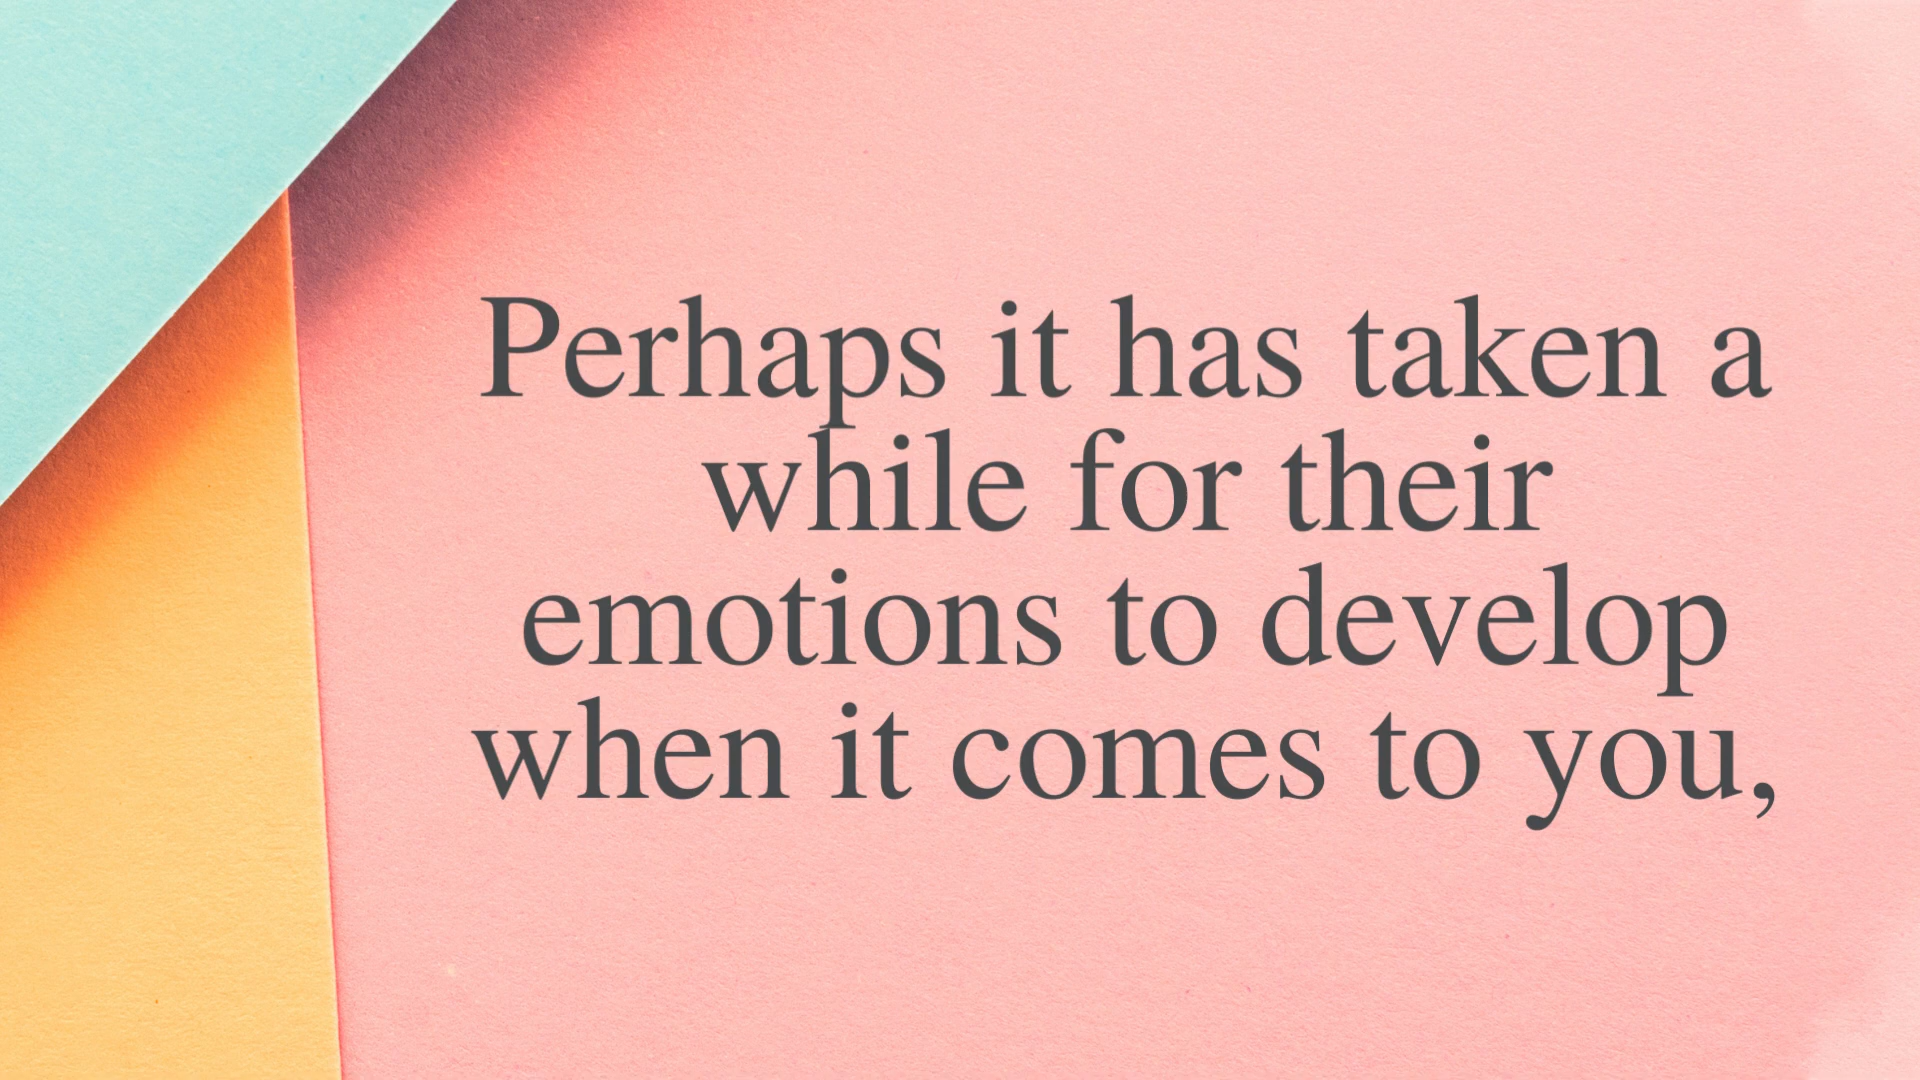 Perhaps it has taken a
while for their
emotions to develop
when it comes to you,